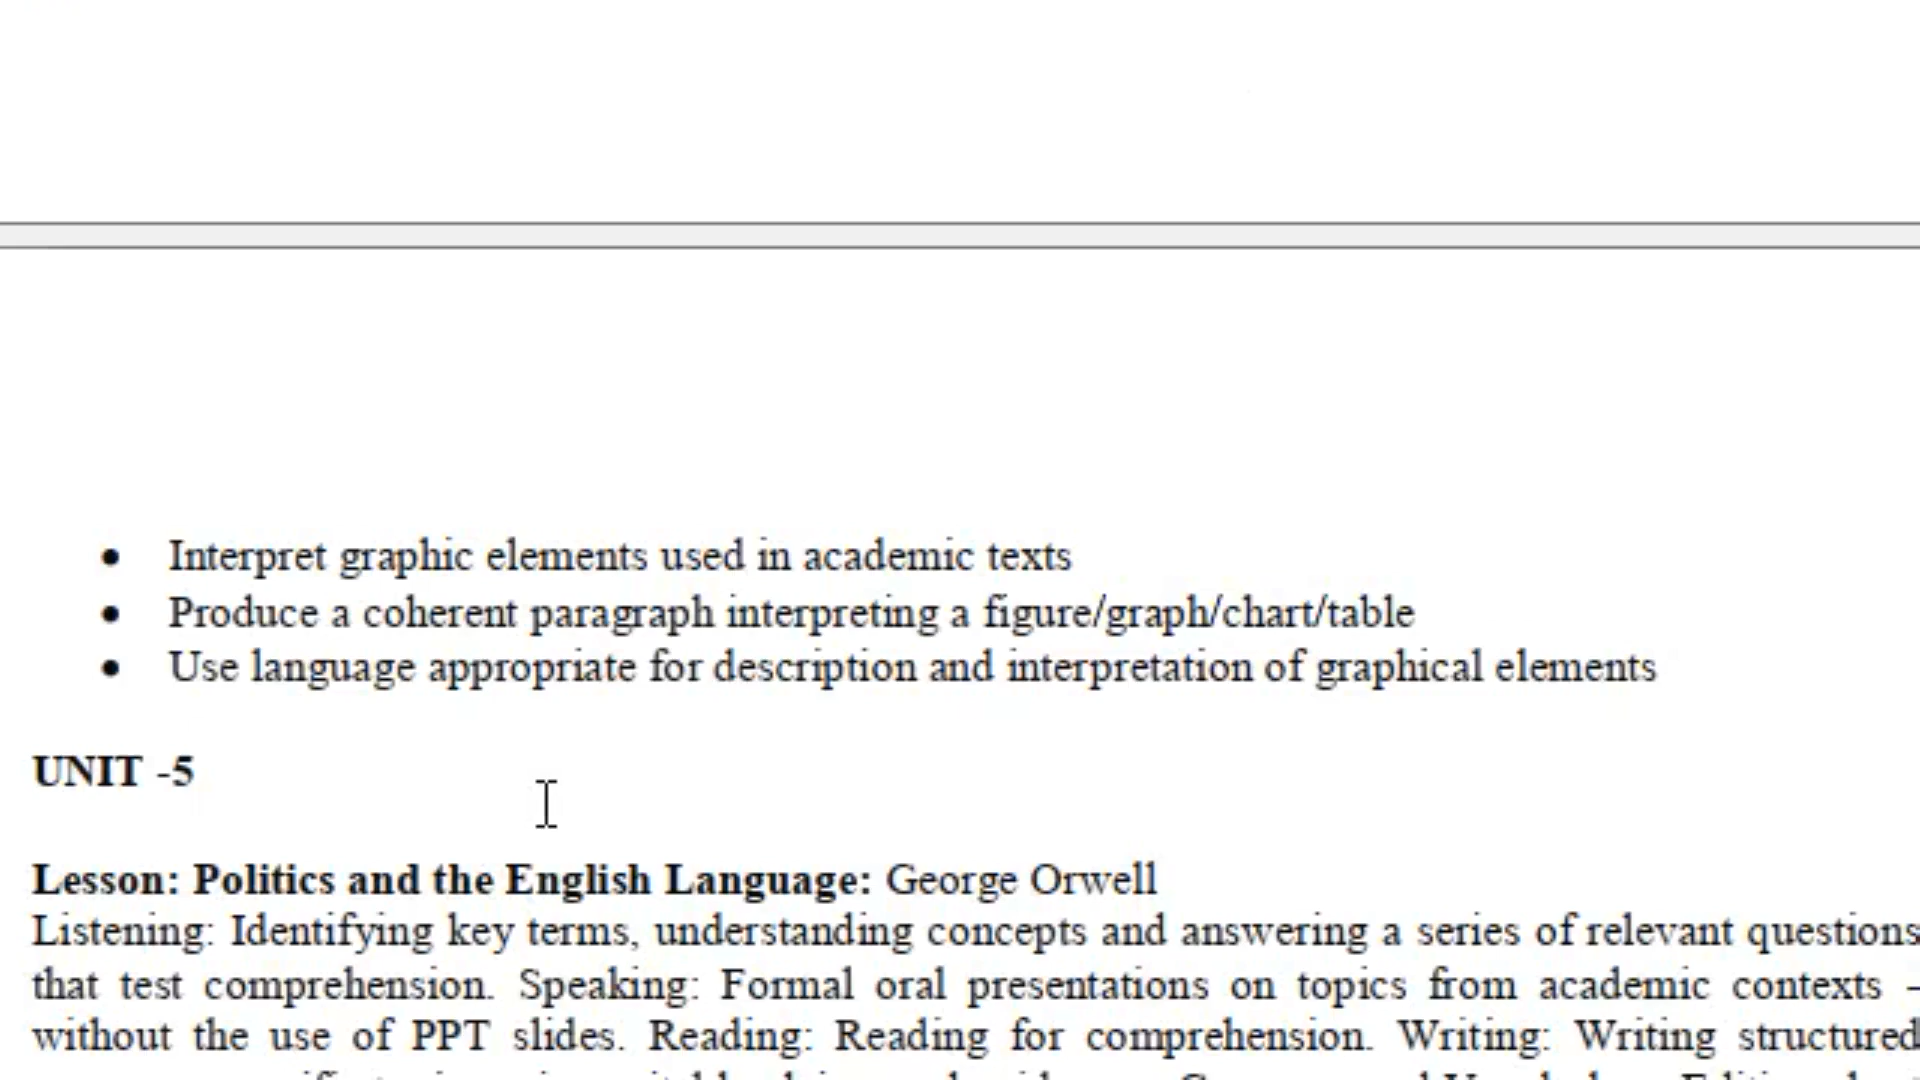 • Interpret graphic elements used in academic texts
• Produce a coherent paragraph interpreting a figure/graph/chart/table
• Use language appropriate for description and interpretation of graphical elements
UNIT -5
Lesson: Politics and the English Language: George Orwell
Listening: Identifying key terms, understanding concepts and answering a series of relevant questions
that test comprehension. Speaking: Formal oral presentations on topics from academic contexts -
without the use of PPT slides. Reading: Reading for comprehension. Writing: Writing structured